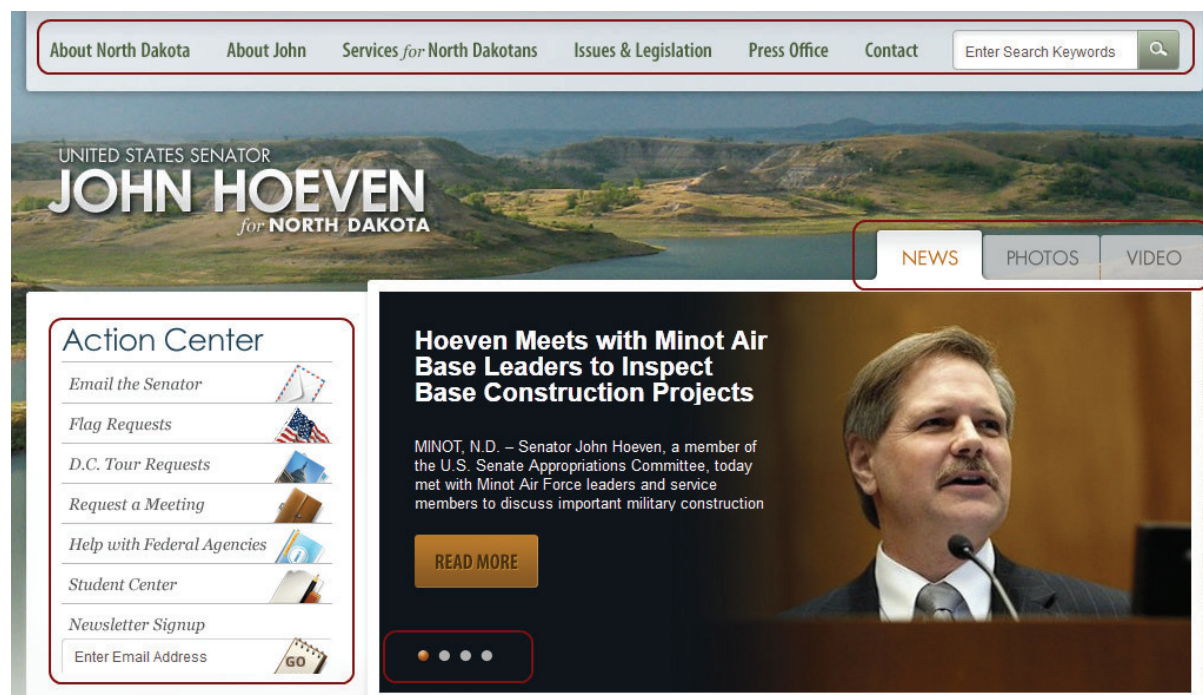 About North Dakota
About John
Services for North Dakotans
Issues & Legislation
Press Office
Contact
Enter Search Keywords
UNITED STATES SENATOR
JOHN HOEVEN
for NORTH DAKOTA
NEWS
PHOTOS
VIDEO
Action Center
Email the Senator
Flag Requests
D.C. Tour Requests
Request a Meeting
Help with Federal Agencies
Student Center
Newsletter Signup
Enter Email Address
GO
Hoeven Meets with Minot Air
Base Leaders to Inspect
Base Construction Projects
MINOT, N.D. – Senator John Hoeven, a member of
the U.S. Senate Appropriations Committee, today
met with Minot Air Force leaders and service
members to discuss important military construction
READ MORE